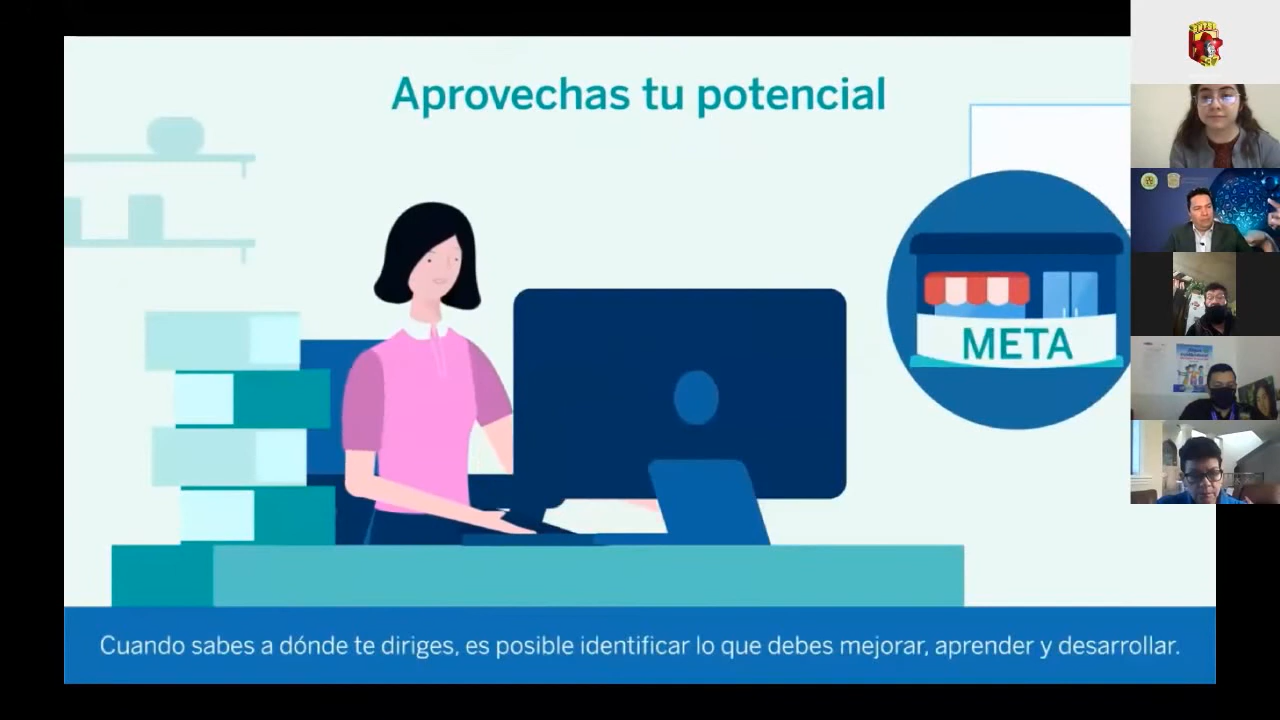 Aprovechas tu potencial
META
Cuando sabes a dónde te diriges, es posible identificar lo que debes mejorar, aprender y desarrollar.